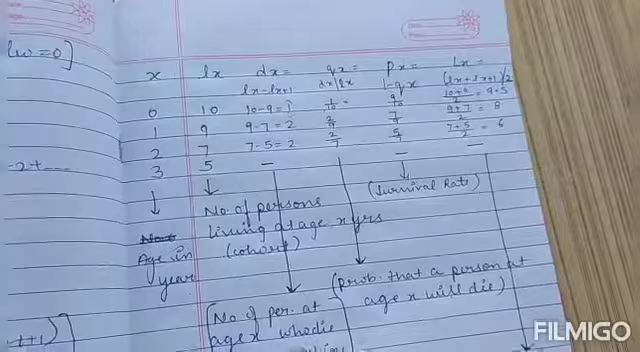 lw=0)]
x lx dx= qx= px= Lx=
lx-lx+1 dx/lx 1-qx (lx+lx+1)/2
0 10 10-9=1 1/10 9/10 10+9/2=9.5
1 9 9-7=2 2/9 7/9 9+7/2=8
2 7 7-5=2 2/7 5/7 7+5/2=6
-2+---
3 5 - - - -
(Survival Rate)
No. of persons
living at age x yrs
(cohort)
Age in
year
(Prob. that a person at
age x will die)
[No. of per. at
age x who die
-t+1)]
FILMIGO